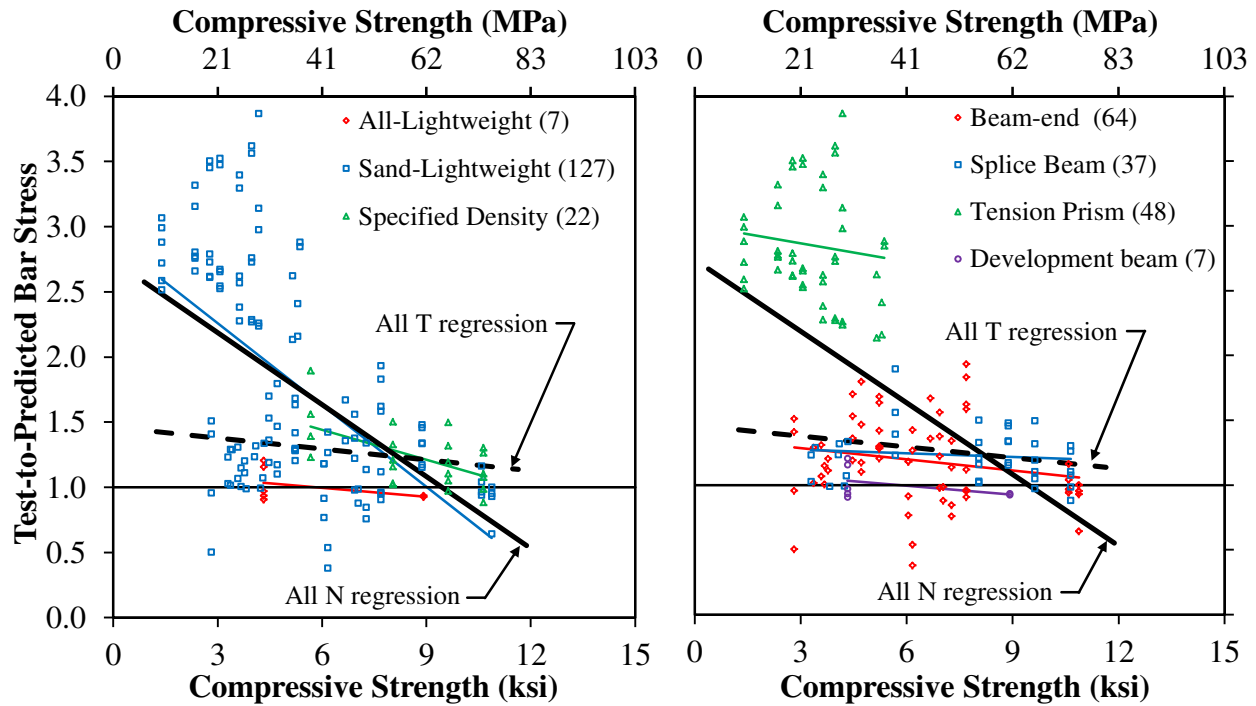 Compressive Strength (MPa)
0 21 41 62 83 103
4.0
3.5
3.0
2.5
2.0
1.5
1.0
0.5
0.0
Test-to-Predicted Bar Stress
All-Lightweight (7)
Sand-Lightweight (127)
Specified Density (22)
All T regression
All N regression
0 3 6 9 12 15
Compressive Strength (ksi)
Compressive Strength (MPa)
0 21 41 62 83 103
Beam-end (64)
Splice Beam (37)
Tension Prism (48)
Development beam (7)
All T regression
All N regression
0 3 6 9 12 15
Compressive Strength (ksi)